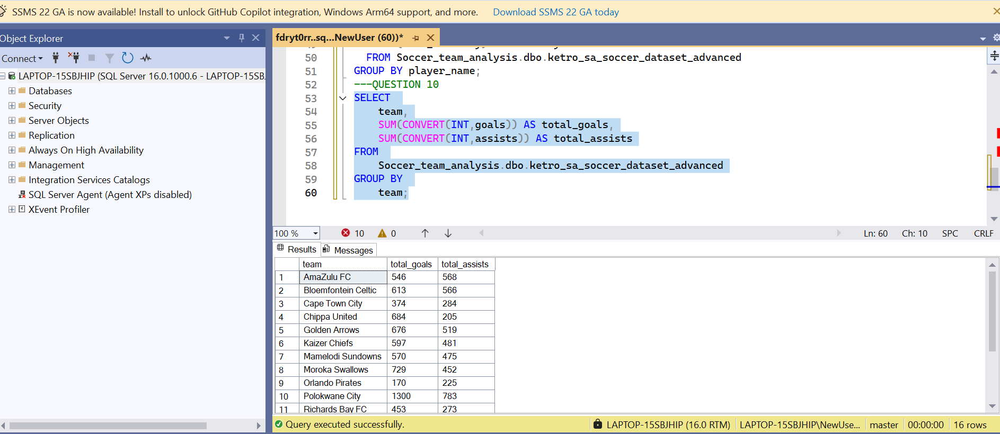 SSMS 22 GA is now available! Install to unlock GitHub Copilot integration, Windows Arm64 support, and more. Download SSMS 22 GA today
Object Explorer
Connect
LAPTOP-15SBJHIP (SQL Server 16.0.1000.6 - LAPTOP-15SB
Databases
Security
Server Objects
Replication
Always On High Availability
Management
Integration Services Catalogs
SQL Server Agent (Agent XPs disabled)
XEvent Profiler
fdryt0rr..sq...NewUser (60))*
50 FROM Soccer_team_analysis.dbo.ketro_sa_soccer_dataset_advanced
51 GROUP BY player_name;
52 ---QUESTION 10
53 SELECT
54 team,
55 SUM(CONVERT(INT,goals)) AS total_goals,
56 SUM(CONVERT(INT,assists)) AS total_assists
57 FROM
58 Soccer_team_analysis.dbo.ketro_sa_soccer_dataset_advanced
59 GROUP BY
60 team;
100 % 10 0 Ln: 60 Ch: 10 SPC CRLF
Results Messages
team total_goals total_assists
1 AmaZulu FC 546 568
2 Bloemfontein Celtic 613 566
3 Cape Town City 374 284
4 Chippa United 684 205
5 Golden Arrows 676 519
6 Kaizer Chiefs 597 481
7 Mamelodi Sundowns 570 475
8 Moroka Swallows 729 452
9 Orlando Pirates 170 225
10 Polokwane City 1300 783
11 Richards Bay FC 453 273
Query executed successfully. LAPTOP-15SBJHIP (16.0 RTM) LAPTOP-15SBJHIP\NewUse... master 00:00:00 16 rows